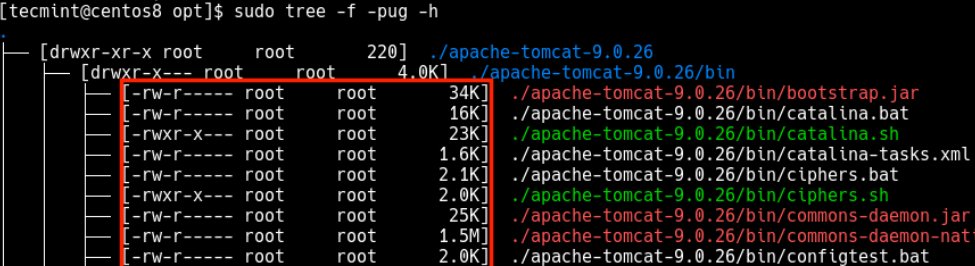 [tecmint@centos8 opt]$ sudo tree -f -pug -h
.
├── [drwxr-xr-x root     root      220]  ./apache-tomcat-9.0.26
│   ├── [drwxr-x--- root     root     4.0K]  ./apache-tomcat-9.0.26/bin
│   │   ├── [-rw-r----- root     root      34K]  ./apache-tomcat-9.0.26/bin/bootstrap.jar
│   │   ├── [-rw-r----- root     root      16K]  ./apache-tomcat-9.0.26/bin/catalina.bat
│   │   ├── [-rwxr-x--- root     root      23K]  ./apache-tomcat-9.0.26/bin/catalina.sh
│   │   ├── [-rw-r----- root     root     1.6K]  ./apache-tomcat-9.0.26/bin/catalina-tasks.xml
│   │   ├── [-rw-r----- root     root     2.1K]  ./apache-tomcat-9.0.26/bin/ciphers.bat
│   │   ├── [-rwxr-x--- root     root     2.0K]  ./apache-tomcat-9.0.26/bin/ciphers.sh
│   │   ├── [-rw-r----- root     root      25K]  ./apache-tomcat-9.0.26/bin/commons-daemon.jar
│   │   ├── [-rw-r----- root     root     1.5M]  ./apache-tomcat-9.0.26/bin/commons-daemon-nat
│   │   ├── [-rw-r----- root     root     2.0K]  ./apache-tomcat-9.0.26/bin/configtest.bat